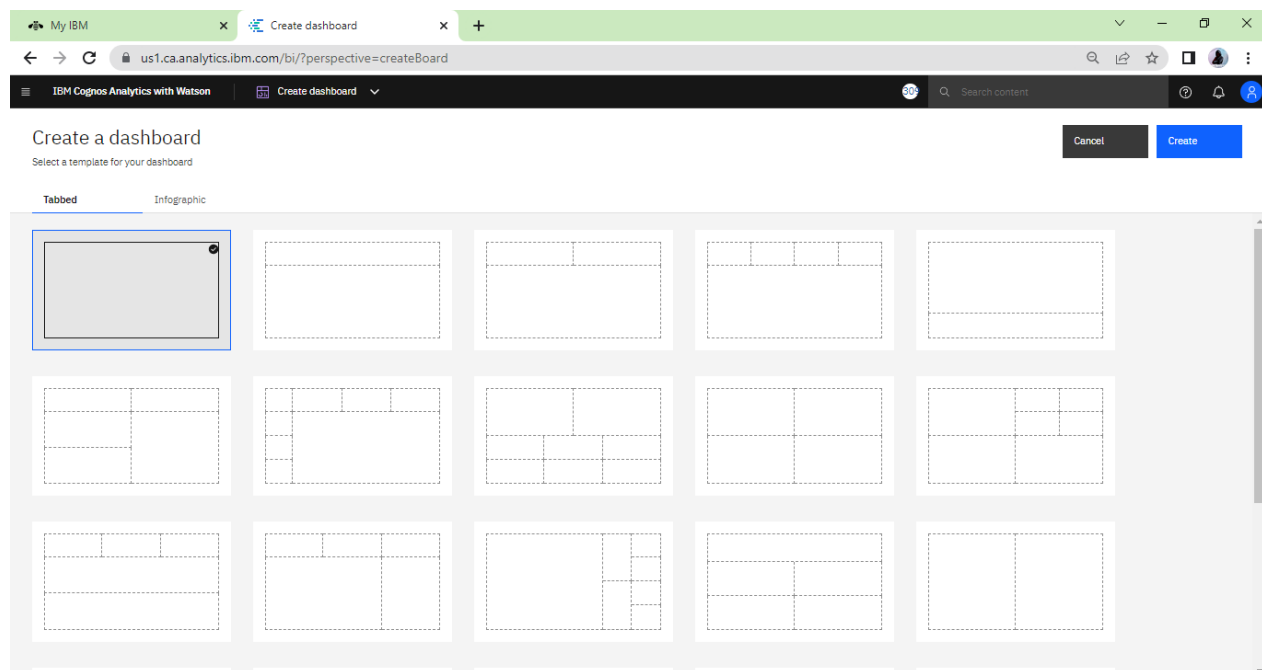 My IBM
Create dashboard
us1.ca.analytics.ibm.com/bi/?perspective=createBoard
IBM Cognos Analytics with Watson
Create dashboard
309
Search content
Create a dashboard
Select a template for your dashboard
Cancel
Create
Tabbed
Infographic